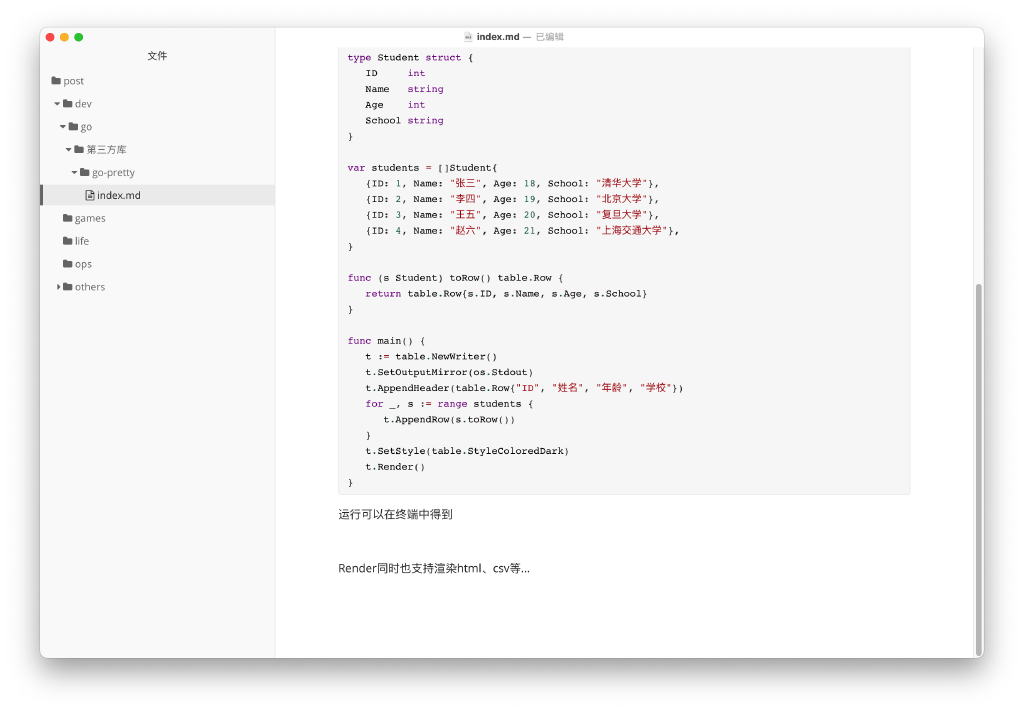 index.md — 已编辑
文件
post
dev
go
第三方库
go-pretty
index.md
games
life
ops
others
type Student struct {
   ID     int
   Name   string
   Age    int
   School string
}
var students = []Student{
   {ID: 1, Name: "张三", Age: 18, School: "清华大学"},
   {ID: 2, Name: "李四", Age: 19, School: "北京大学"},
   {ID: 3, Name: "王五", Age: 20, School: "复旦大学"},
   {ID: 4, Name: "赵六", Age: 21, School: "上海交通大学"},
}
func (s Student) toRow() table.Row {
   return table.Row{s.ID, s.Name, s.Age, s.School}
}
func main() {
   t := table.NewWriter()
   t.SetOutputMirror(os.Stdout)
   t.AppendHeader(table.Row{"ID", "姓名", "年龄", "学校"})
   for _, s := range students {
      t.AppendRow(s.toRow())
   }
   t.SetStyle(table.StyleColoredDark)
   t.Render()
}
运行可以在终端中得到
Render同时也支持渲染html、csv等...